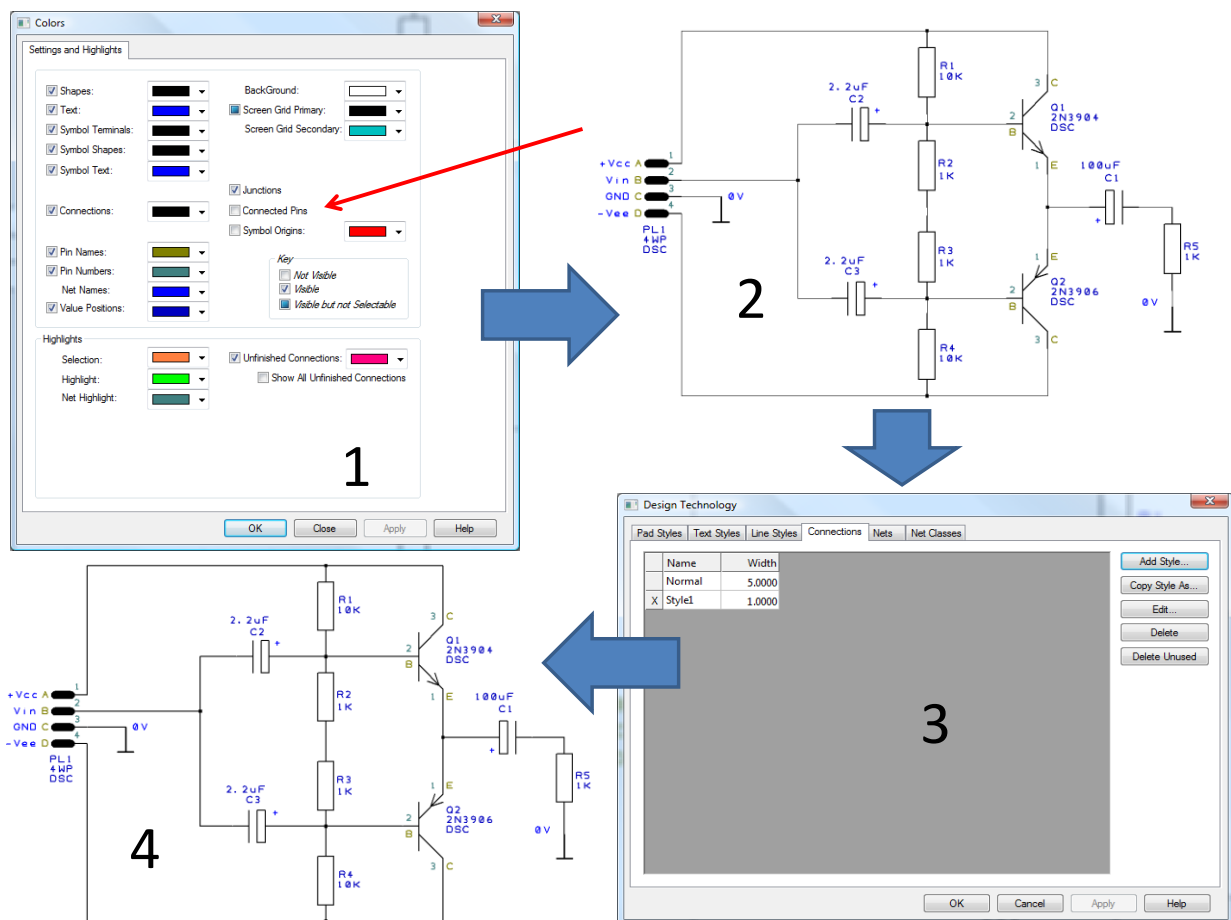 Colors
Settings and Highlights
Shapes:
BackGround:
Text:
Screen Grid Primary:
Symbol Terminals:
Screen Grid Secondary:
Symbol Shapes:
Symbol Text:
Junctions
Connections:
Connected Pins
Symbol Origins:
Pin Names:
Key
Pin Numbers:
Not Visible
Net Names:
Visible
Value Positions:
Visible but not Selectable
Highlights
Selection:
Unfinished Connections:
Highlight:
Show All Unfinished Connections
Net Highlight:
1
OK Close Apply Help
R1
10K
3 C
2.2uF
C2
+
Q1
2N3904
DSC
2
B
1 E
R2
1K
100uF
C1
+
+Vcc A 1
Vin B 2
GND C 3
-Vee D 4
0V
PL1
4WP
DSC
R3
1K
2.2uF
C3
+
1 E
Q2
2N3906
DSC
2
B
3 C
R5
1K
0V
R4
10K
2
Design Technology
Pad Styles Text Styles Line Styles Connections Nets Net Classes
Name Width
Normal 5.0000
X Style1 1.0000
Add Style...
Copy Style As...
Edit...
Delete
Delete Unused
3
OK Cancel Apply Help
R1
10K
3 C
2.2uF
C2
+
Q1
2N3904
DSC
2
B
1 E
R2
1K
100uF
C1
+
+Vcc A 1
Vin B 2
GND C 3
-Vee D 4
0V
PL1
4WP
DSC
R3
1K
2.2uF
C3
+
1 E
Q2
2N3906
DSC
2
B
3 C
R5
1K
0V
R4
10K
4